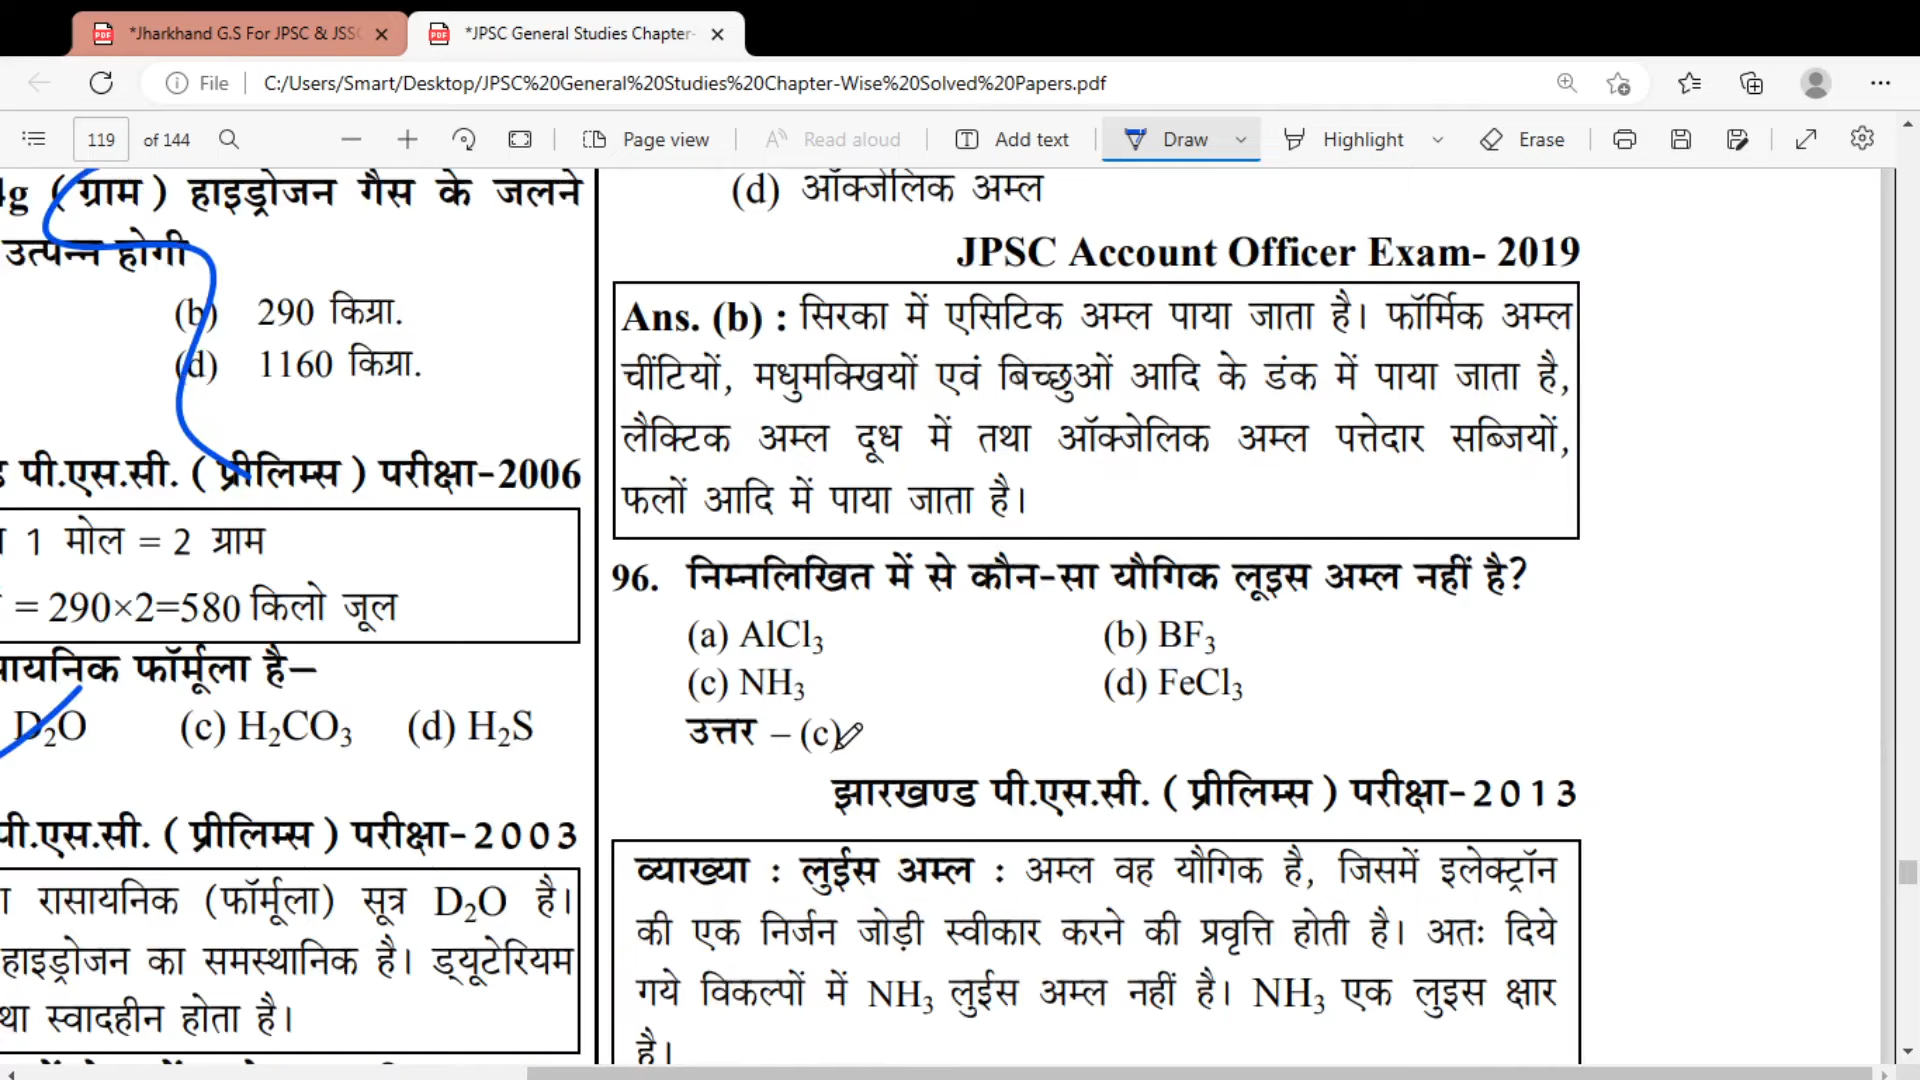 *Jharkhand G.S For JPSC & JSSC
*JPSC General Studies Chapter-
File
C:/Users/Smart/Desktop/JPSC%20General%20Studies%20Chapter-Wise%20Solved%20Papers.pdf
119 of 144
Page view
Read aloud
Add text
Draw
Highlight
Erase
4g (ग्राम) हाइड्रोजन गैस के जलने
उत्पन्न होगी
(b) 290 किग्रा.
(d) 1160 किग्रा.
पी.एस.सी. (प्रीलिम्स) परीक्षा-2006
1 मोल = 2 ग्राम
= 290×2=580 किलो जूल
फॉर्मूला है–
D₂O (c) H₂CO₃ (d) H₂S
पी.एस.सी. (प्रीलिम्स) परीक्षा-2003
रासायनिक (फॉर्मूला) सूत्र D₂O है।
हाइड्रोजन का समस्थानिक है। ड्यूटेरियम
था स्वादहीन होता है।
(d) ऑक्जेलिक अम्ल
JPSC Account Officer Exam- 2019
Ans. (b) : सिरका में एसिटिक अम्ल पाया जाता है। फॉर्मिक अम्ल
चींटियों, मधुमक्खियों एवं बिच्छुओं आदि के डंक में पाया जाता है,
लैक्टिक अम्ल दूध में तथा ऑक्जेलिक अम्ल पत्तेदार सब्जियों,
फलों आदि में पाया जाता है।
96. निम्नलिखित में से कौन-सा यौगिक लूइस अम्ल नहीं है?
(a) AlCl₃ (b) BF₃
(c) NH₃ (d) FeCl₃
उत्तर – (c)
झारखण्ड पी.एस.सी. (प्रीलिम्स) परीक्षा-2013
व्याख्या : लुईस अम्ल : अम्ल वह यौगिक है, जिसमें इलेक्ट्रॉन
की एक निर्जन जोड़ी स्वीकार करने की प्रवृत्ति होती है। अतः दिये
गये विकल्पों में NH₃ लुईस अम्ल नहीं है। NH₃ एक लुइस क्षार
है।